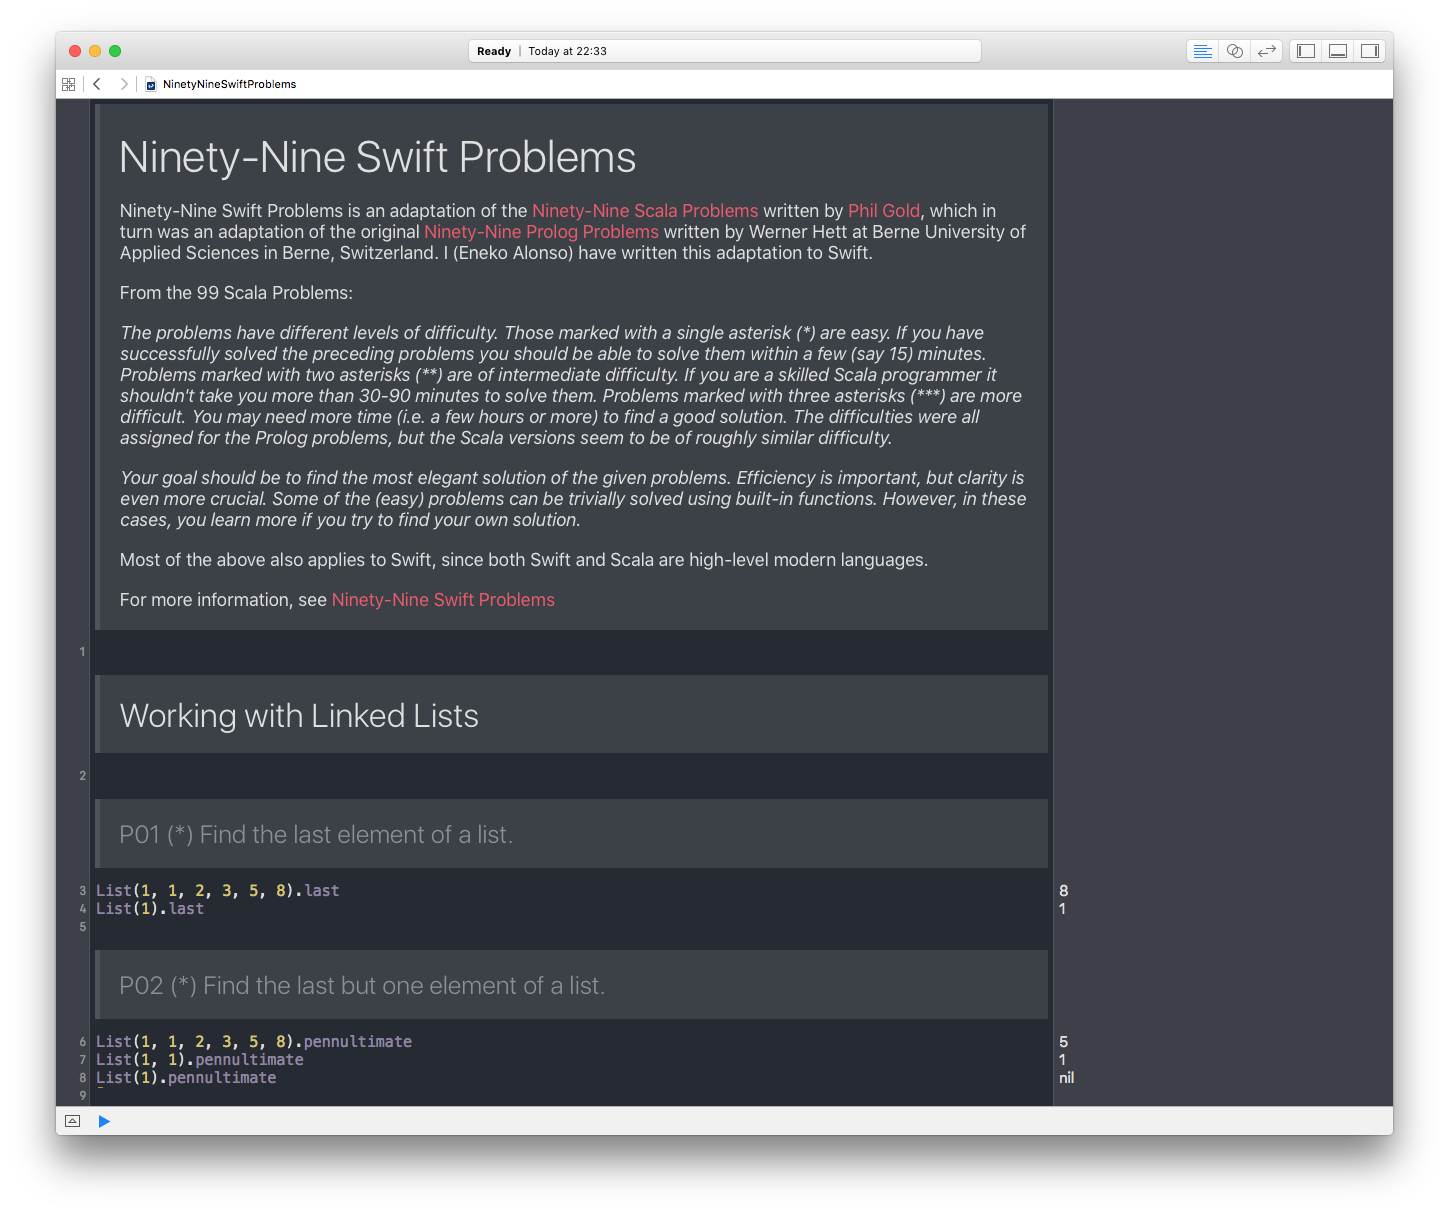 Ready | Today at 22:33
NinetyNineSwiftProblems
Ninety-Nine Swift Problems
Ninety-Nine Swift Problems is an adaptation of the Ninety-Nine Scala Problems written by Phil Gold, which in
turn was an adaptation of the original Ninety-Nine Prolog Problems written by Werner Hett at Berne University of
Applied Sciences in Berne, Switzerland. I (Eneko Alonso) have written this adaptation to Swift.
From the 99 Scala Problems:
The problems have different levels of difficulty. Those marked with a single asterisk (*) are easy. If you have
successfully solved the preceding problems you should be able to solve them within a few (say 15) minutes.
Problems marked with two asterisks (**) are of intermediate difficulty. If you are a skilled Scala programmer it
shouldn't take you more than 30-90 minutes to solve them. Problems marked with three asterisks (***) are more
difficult. You may need more time (i.e. a few hours or more) to find a good solution. The difficulties were all
assigned for the Prolog problems, but the Scala versions seem to be of roughly similar difficulty.
Your goal should be to find the most elegant solution of the given problems. Efficiency is important, but clarity is
even more crucial. Some of the (easy) problems can be trivially solved using built-in functions. However, in these
cases, you learn more if you try to find your own solution.
Most of the above also applies to Swift, since both Swift and Scala are high-level modern languages.
For more information, see Ninety-Nine Swift Problems
1
Working with Linked Lists
2
P01 (*) Find the last element of a list.
3 List(1, 1, 2, 3, 5, 8).last 8
4 List(1).last 1
5
P02 (*) Find the last but one element of a list.
6 List(1, 1, 2, 3, 5, 8).pennultimate 5
7 List(1, 1).pennultimate 1
8 List(1).pennultimate nil
9